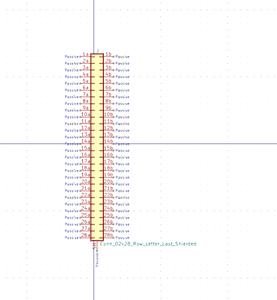 Passive 1a 1b Passive
Passive 2a 2b Passive
Passive 3a 3b Passive
Passive 4a 4b Passive
Passive 5a 5b Passive
Passive 6a 6b Passive
Passive 7a 7b Passive
Passive 8a 8b Passive
Passive 9a 9b Passive
Passive 10a 10b Passive
Passive 11a 11b Passive
Passive 12a 12b Passive
Passive 13a 13b Passive
Passive 14a 14b Passive
Passive 15a 15b Passive
Passive 16a 16b Passive
Passive 17a 17b Passive
Passive 18a 18b Passive
Passive 19a 19b Passive
Passive 20a 20b Passive
Passive 21a 21b Passive
Passive 22a 22b Passive
Passive 23a 23b Passive
Passive 24a 24b Passive
Passive 25a 25b Passive
Passive 26a 26b Passive
Passive 27a 27b Passive
Passive 28a 28b Passive
Conn_02x28_Row_Letter_Last_Shielded
Passive